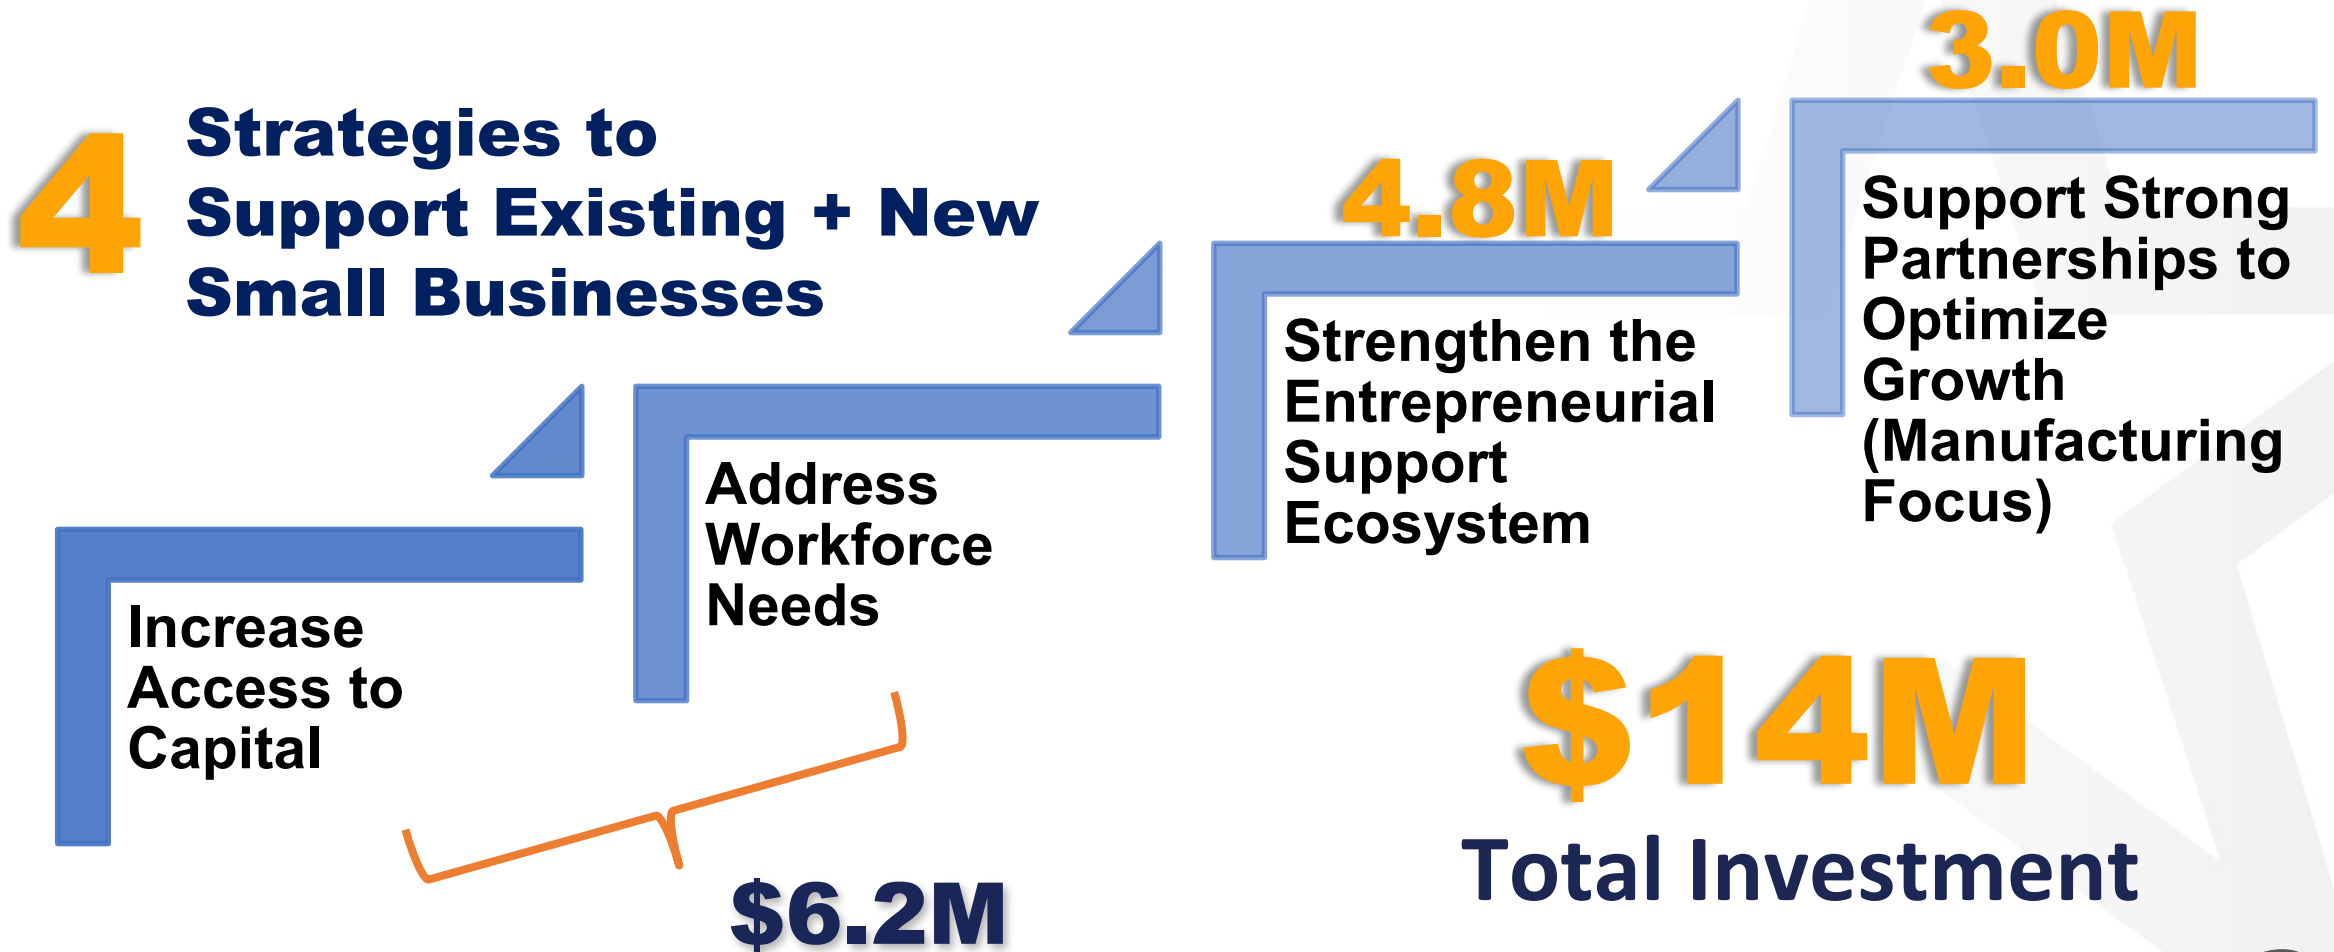 4
Strategies to
Support Existing + New
Small Businesses
Increase
Access to
Capital
Address
Workforce
Needs
$6.2M
4.8M
Strengthen the
Entrepreneurial
Support
Ecosystem
3.0M
Support Strong
Partnerships to
Optimize
Growth
(Manufacturing
Focus)
$14M
Total Investment